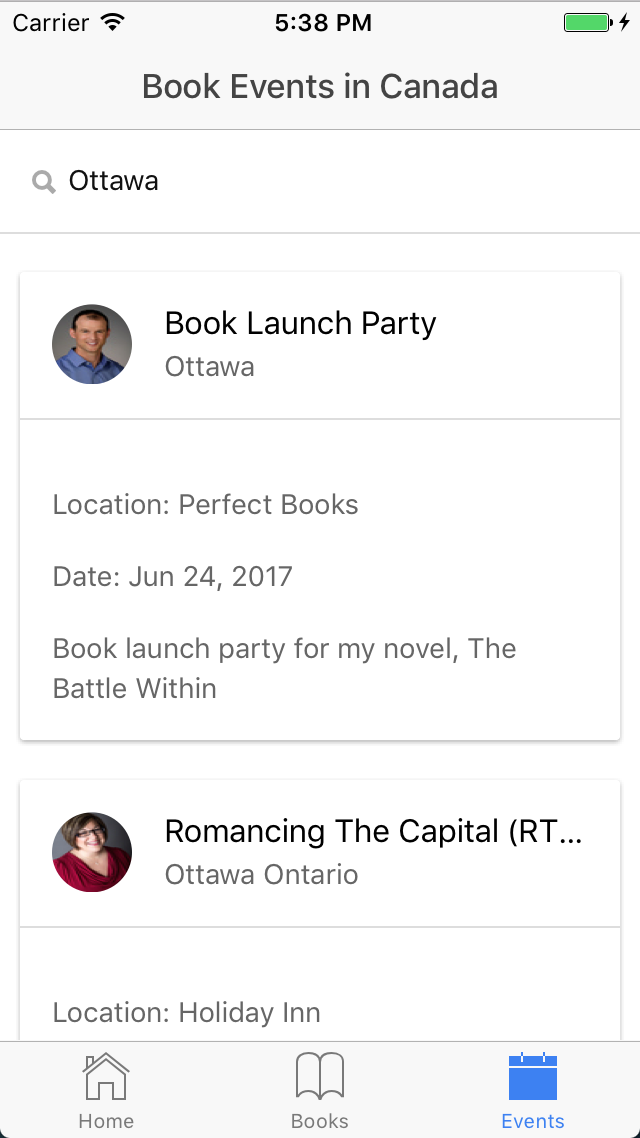 Carrier 5:38 PM
Book Events in Canada
Ottawa
Book Launch Party
Ottawa
Location: Perfect Books
Date: Jun 24, 2017
Book launch party for my novel, The
Battle Within
Romancing The Capital (RT...
Ottawa Ontario
Location: Holiday Inn
Home Books Events